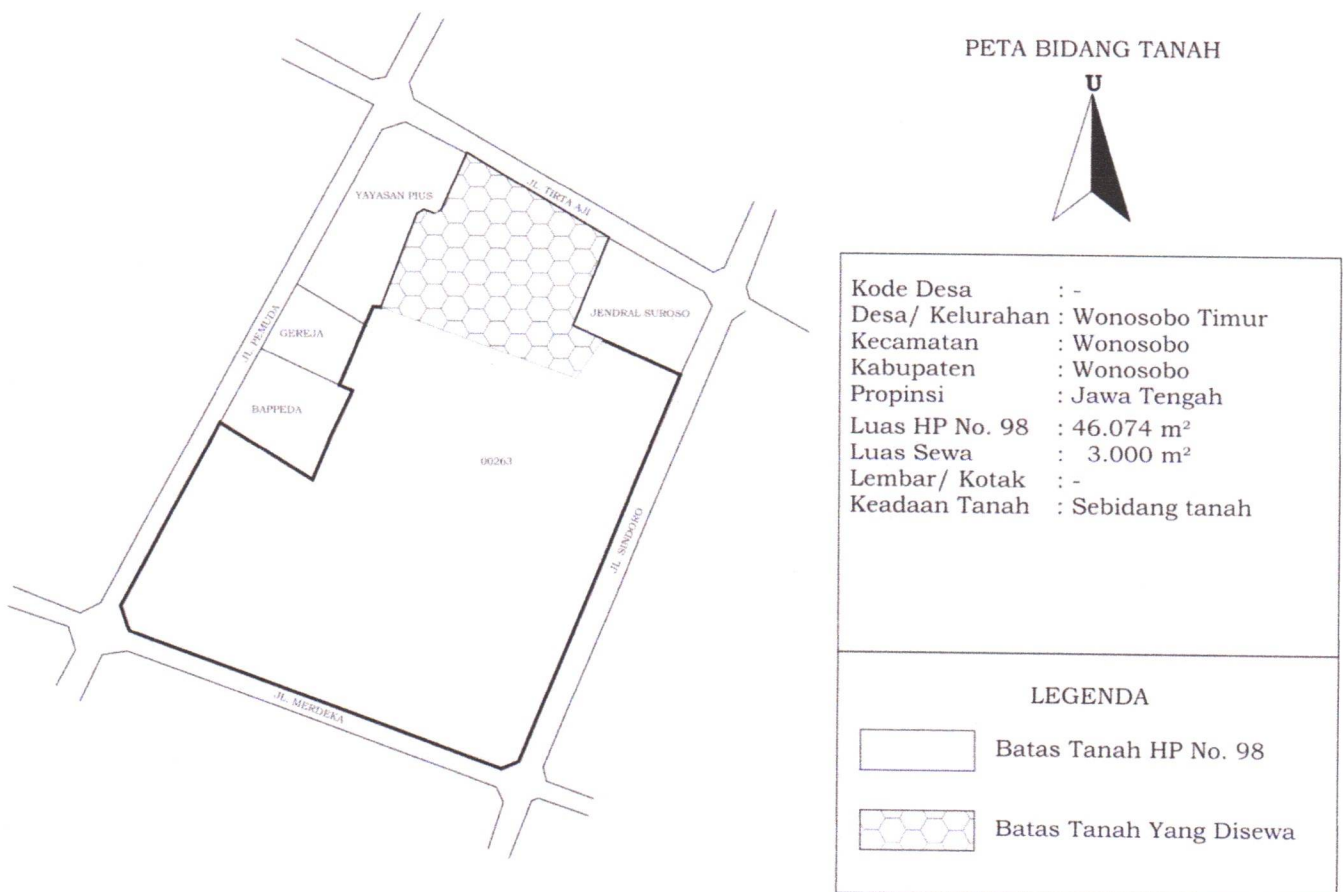 PETA BIDANG TANAH
U
YAYASAN PIUS
JL. TIRTA AJI
JENDRAL SUROSO
GEREJA
JL. PEMUDA
BAPPEDA
00263
JL. SINDORO
JL. MERDEKA
Kode Desa : -
Desa/ Kelurahan : Wonosobo Timur
Kecamatan : Wonosobo
Kabupaten : Wonosobo
Propinsi : Jawa Tengah
Luas HP No. 98 : 46.074 m²
Luas Sewa : 3.000 m²
Lembar/ Kotak : -
Keadaan Tanah : Sebidang tanah
LEGENDA
Batas Tanah HP No. 98
Batas Tanah Yang Disewa